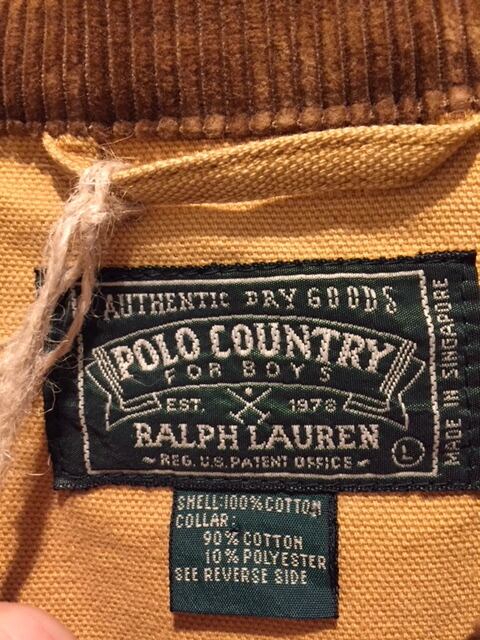 AUTHENTIC DRY GOODS
POLO COUNTRY
FOR BOYS
EST. 1978
RALPH LAUREN
REG. U.S. PATENT OFFICE
L
MADE IN SINGAPORE
SHELL:100% COTTON
COLLAR:
90% COTTON
10% POLYESTER
SEE REVERSE SIDE